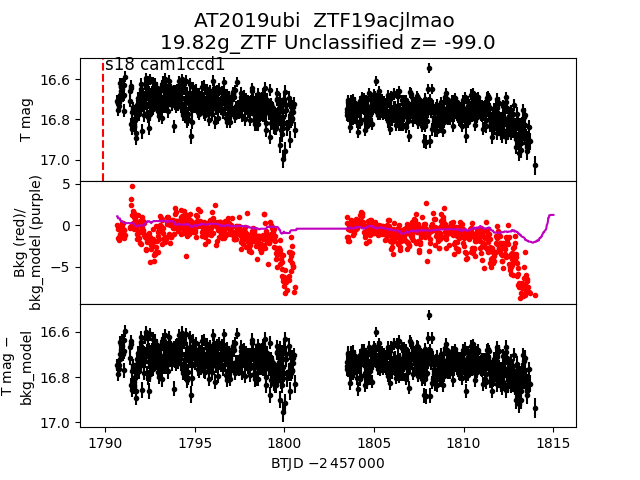 AT2019ubi  ZTF19acjlmao
19.82g_ZTF Unclassified z= -99.0
s18 cam1ccd1
16.6
16.8
17.0
T mag
5
0
−5
Bkg (red)/
bkg_model (purple)
16.6
16.8
17.0
T mag −
bkg_model
1790 1795 1800 1805 1810 1815
BTJD −2 457 000